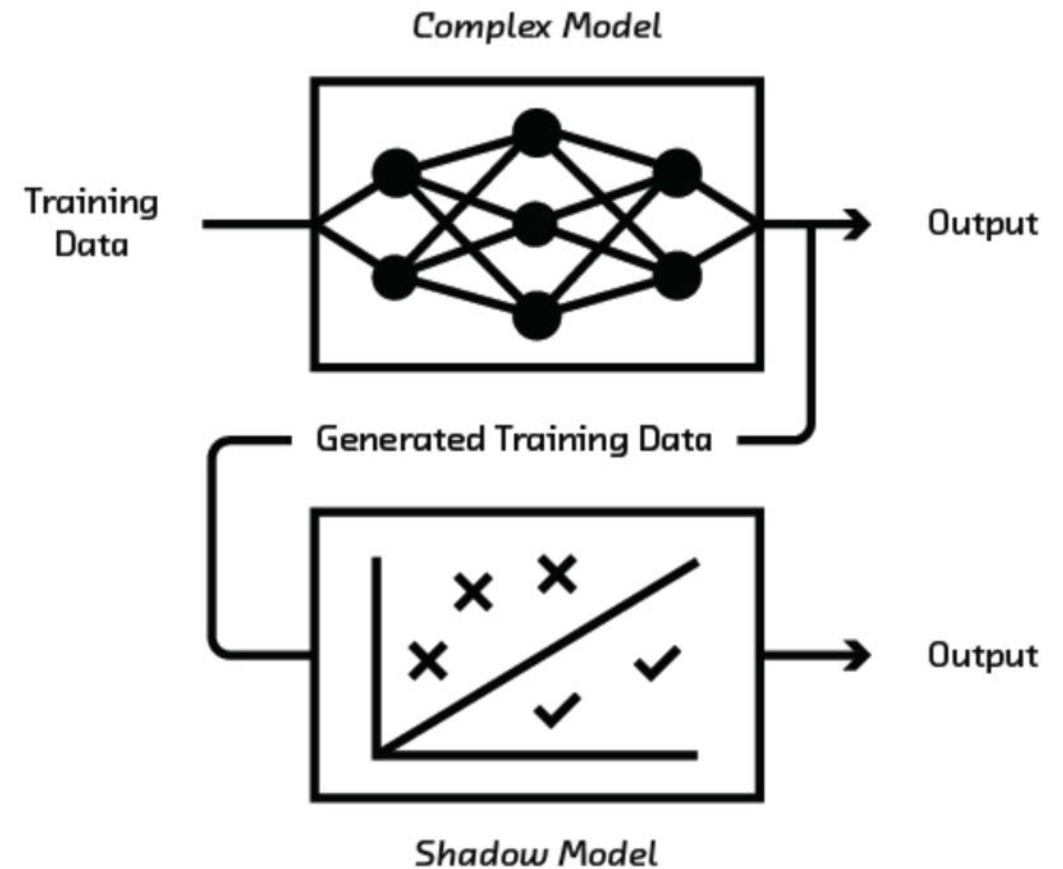 Complex Model
Training
Data
Output
Generated Training Data
Output
Shadow Model